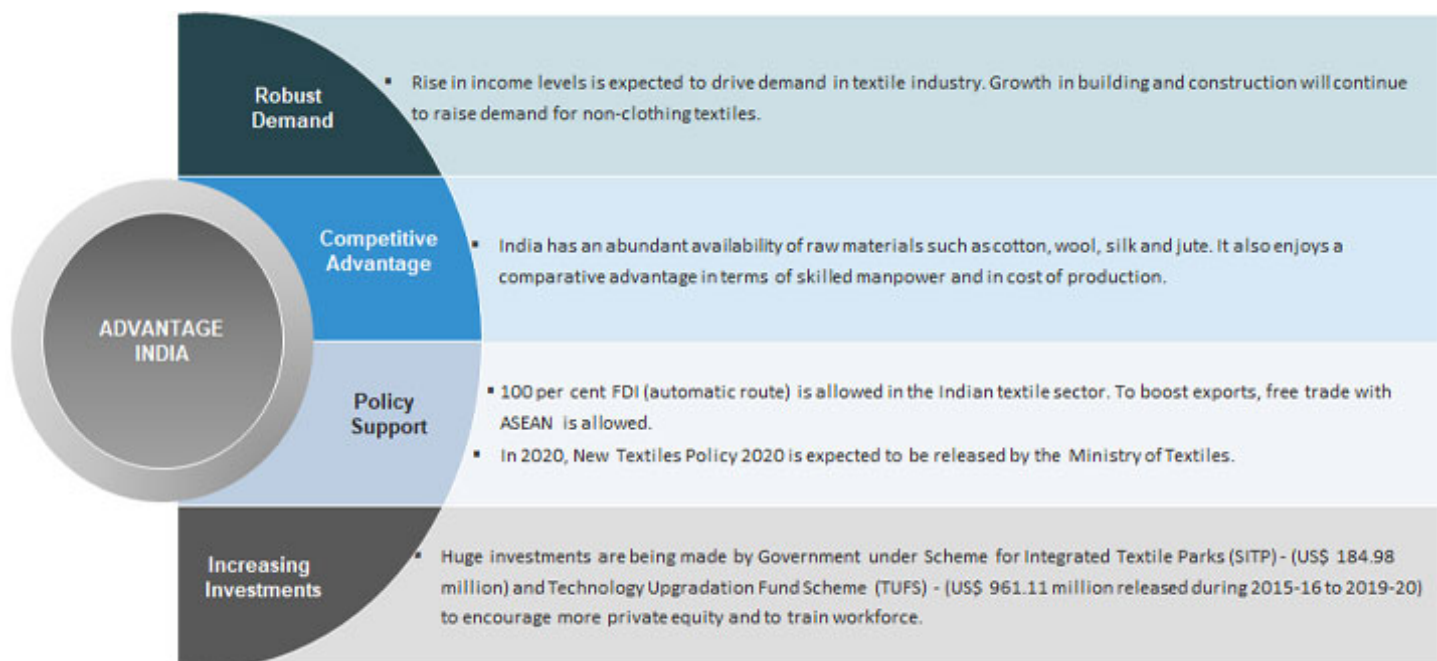 Robust
Demand
▪ Rise in income levels is expected to drive demand in textile industry. Growth in building and construction will continue
to raise demand for non-clothing textiles.
ADVANTAGE
INDIA
Competitive
Advantage
▪ India has an abundant availability of raw materials such as cotton, wool, silk and jute. It also enjoys a
comparative advantage in terms of skilled manpower and in cost of production.
Policy
Support
▪ 100 per cent FDI (automatic route) is allowed in the Indian textile sector. To boost exports, free trade with
ASEAN is allowed.
▪ In 2020, New Textiles Policy 2020 is expected to be released by the Ministry of Textiles.
Increasing
Investments
▪ Huge investments are being made by Government under Scheme for Integrated Textile Parks (SITP) - (US$ 184.98
million) and Technology Upgradation Fund Scheme (TUFS) - (US$ 961.11 million released during 2015-16 to 2019-20)
to encourage more private equity and to train workforce.